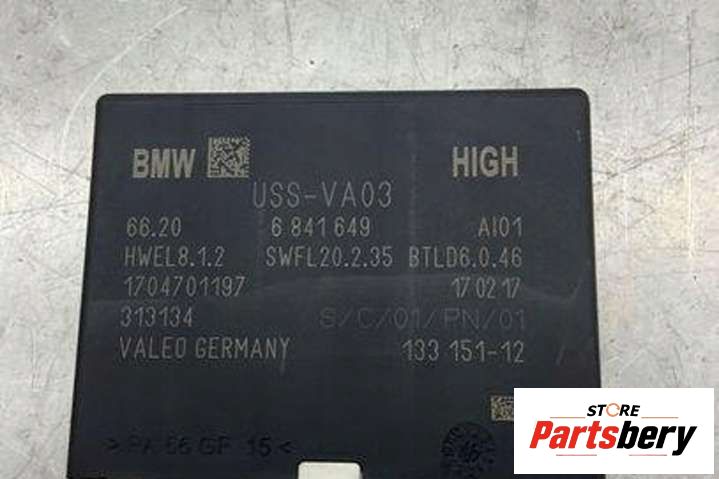 BMW HIGH
USS-VA03
66.20 6 841 649 AI01
HWEL8.1.2 SWFL20.2.35 BTLD6.0.46
1704701197 17 02 17
313134 S/C/01/PN/01
VALEO GERMANY 133 151-12
>PA 66 GF 15<
STORE
Partsbery